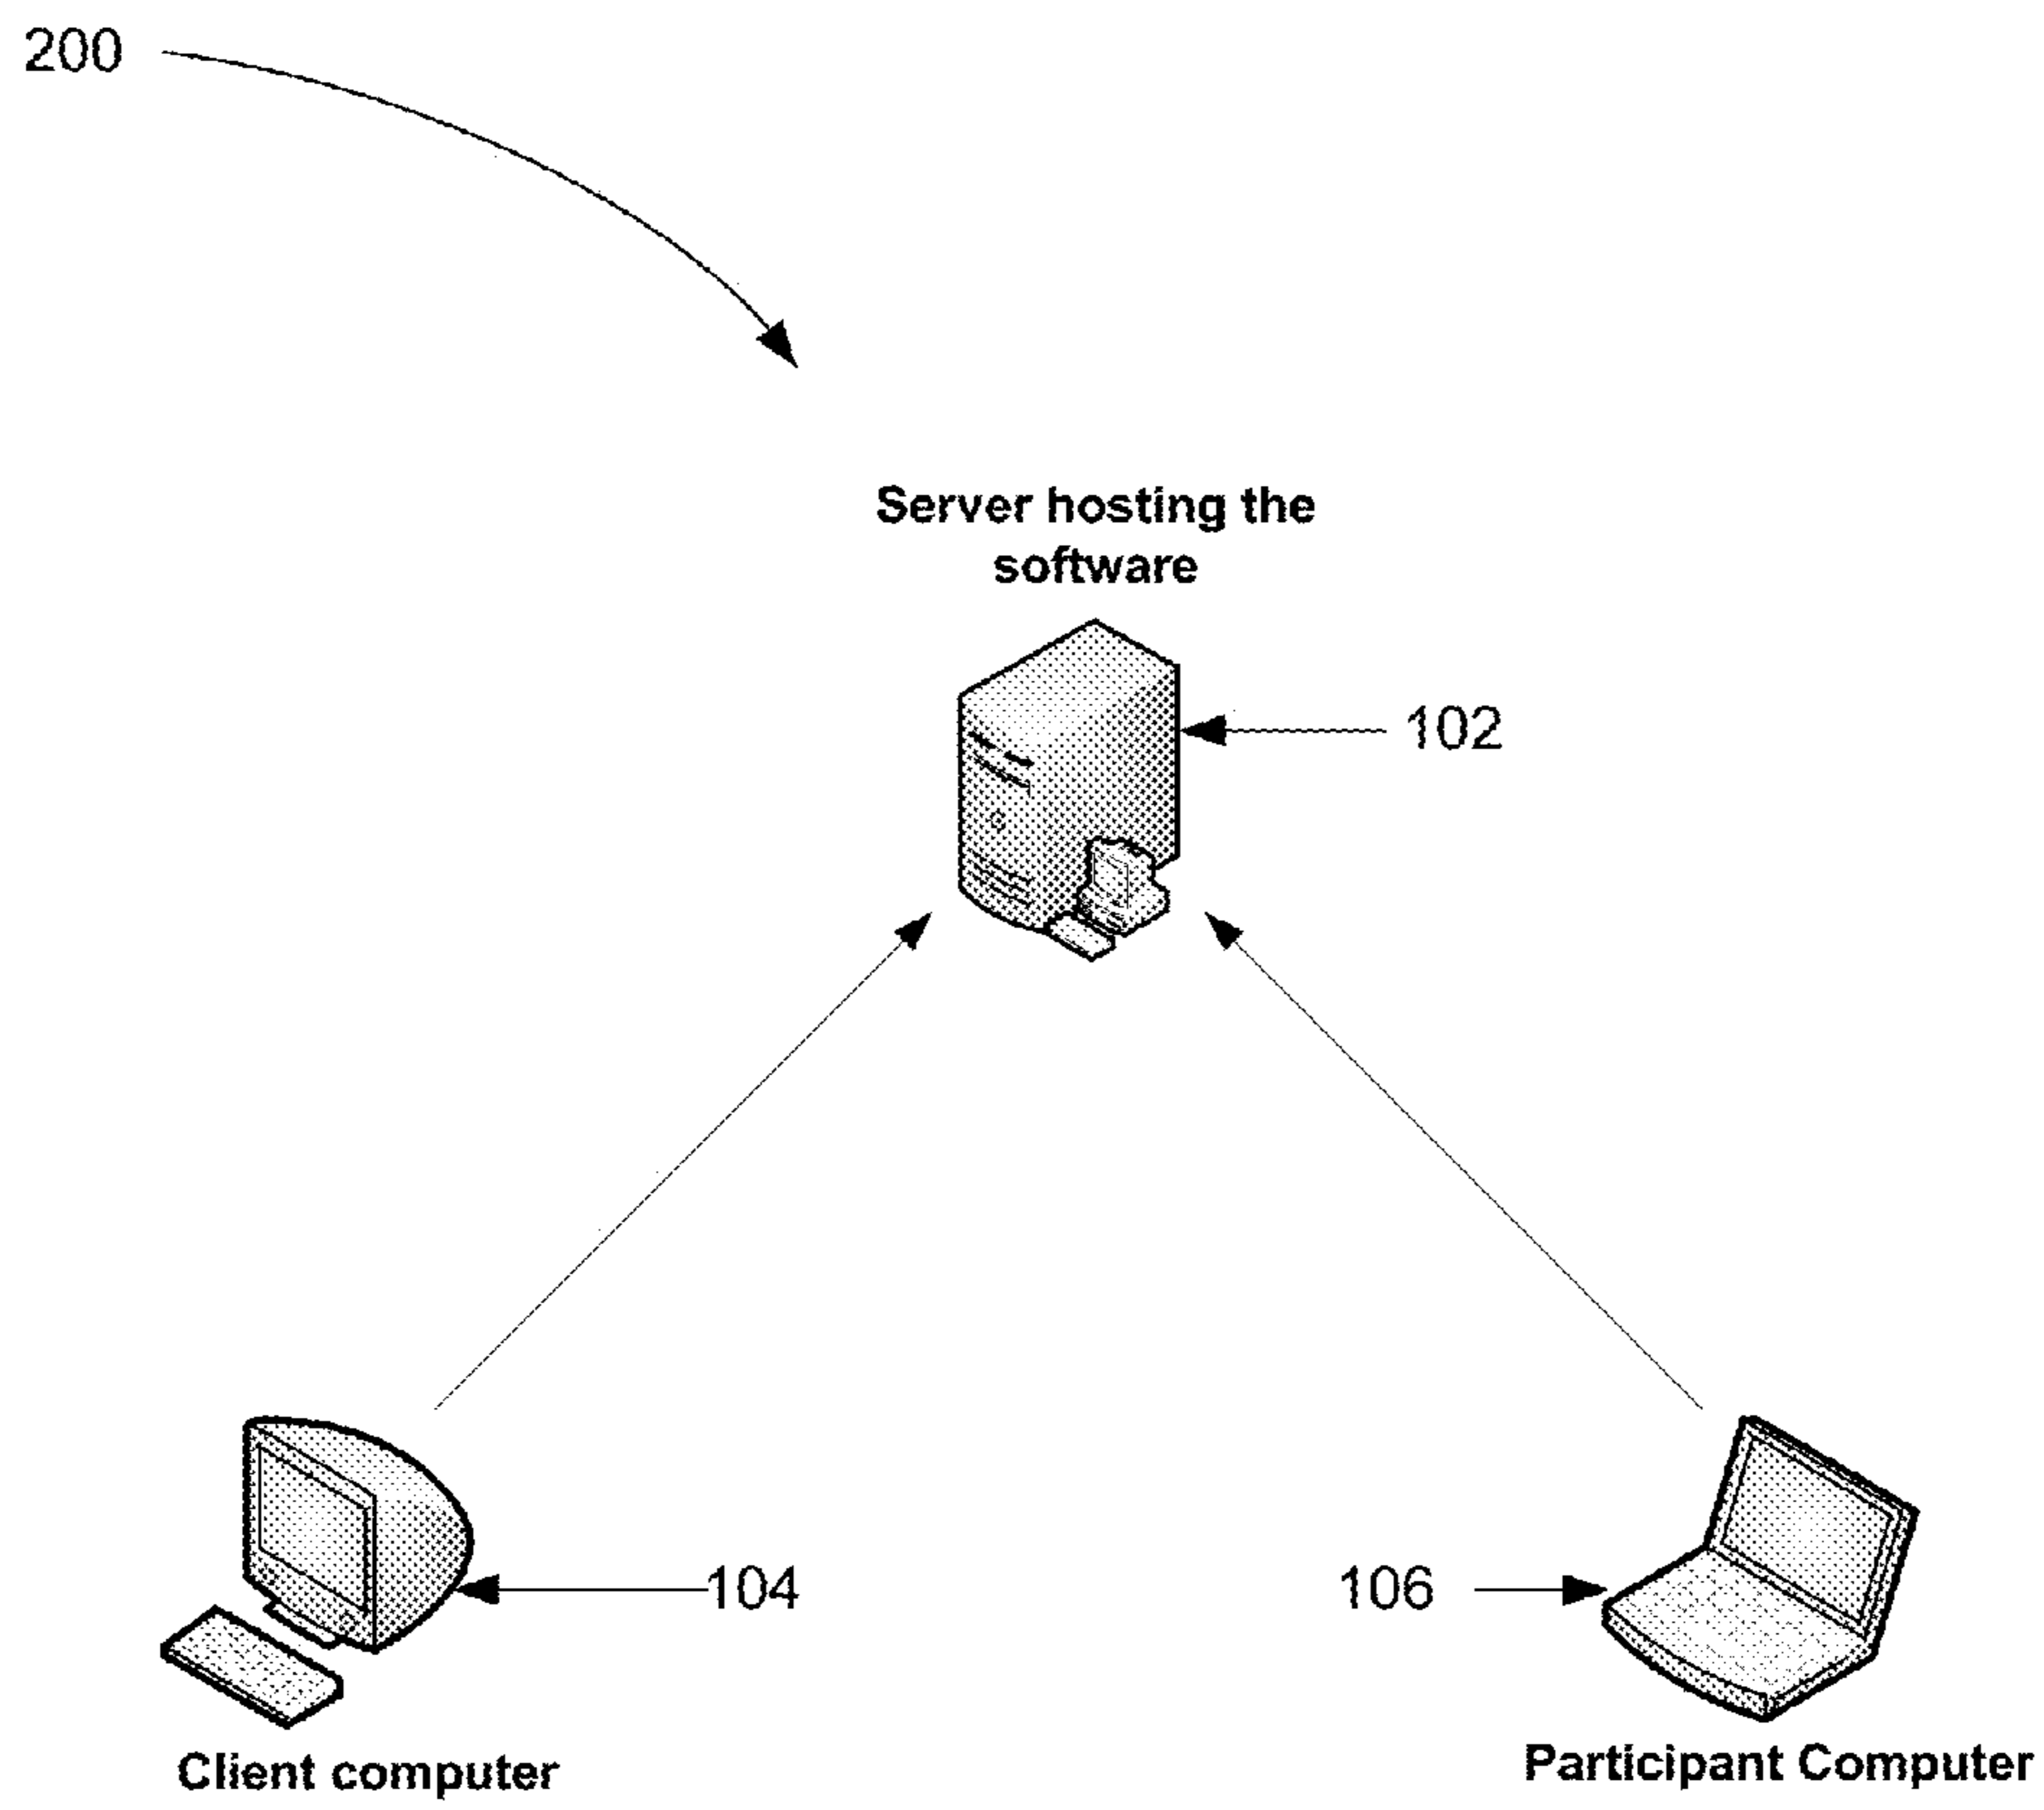 200
Server hosting the
software
102
104
106
Client computer
Participant Computer